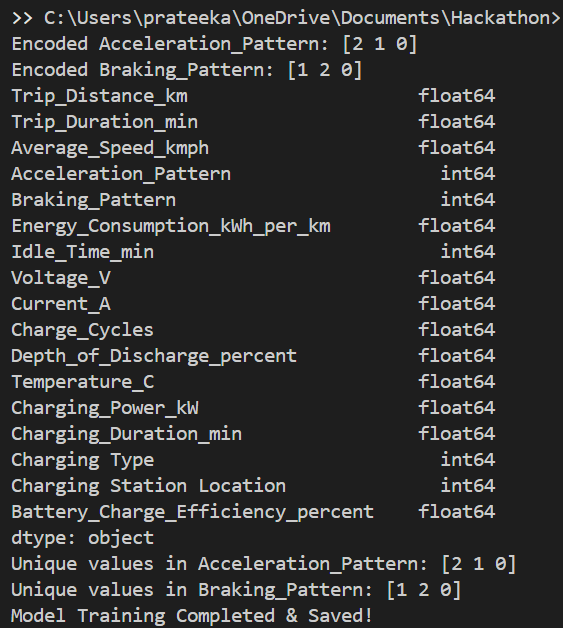 >> C:\Users\prateeka\OneDrive\Documents\Hackathon>
Encoded Acceleration_Pattern: [2 1 0]
Encoded Braking_Pattern: [1 2 0]
Trip_Distance_km float64
Trip_Duration_min float64
Average_Speed_kmph float64
Acceleration_Pattern int64
Braking_Pattern int64
Energy_Consumption_kWh_per_km float64
Idle_Time_min int64
Voltage_V float64
Current_A float64
Charge_Cycles float64
Depth_of_Discharge_percent float64
Temperature_C float64
Charging_Power_kW float64
Charging_Duration_min float64
Charging Type int64
Charging Station Location int64
Battery_Charge_Efficiency_percent float64
dtype: object
Unique values in Acceleration_Pattern: [2 1 0]
Unique values in Braking_Pattern: [1 2 0]
Model Training Completed & Saved!